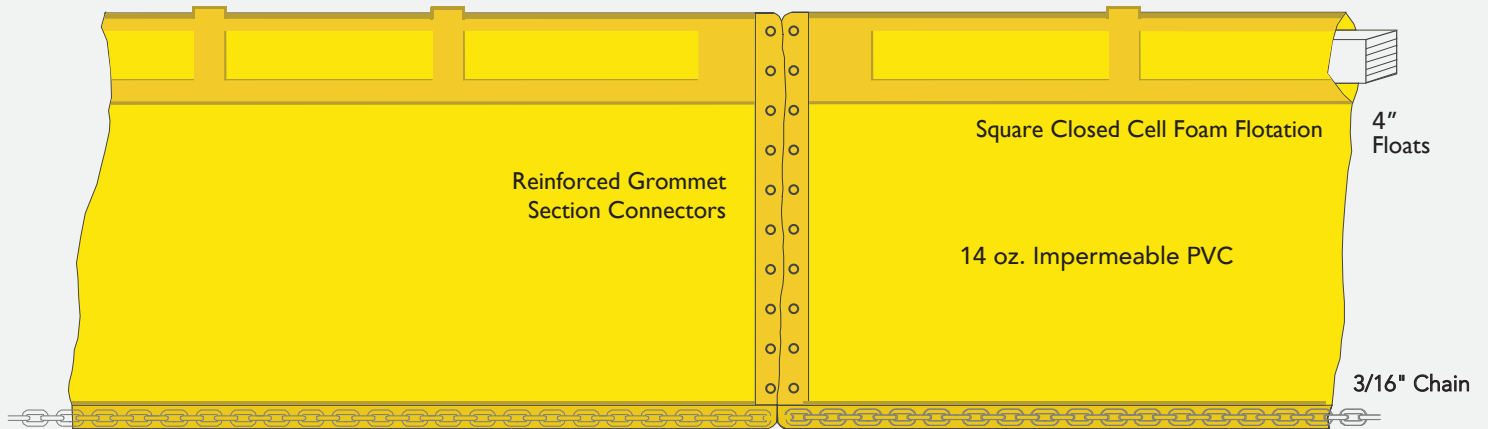 Square Closed Cell Foam Flotation
4”
Floats
Reinforced Grommet
Section Connectors
14 oz. Impermeable PVC
3/16" Chain